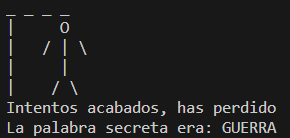 _ _ _ _
|      O
|    / | \
|      |
|     / \
Intentos acabados, has perdido
La palabra secreta era: GUERRA